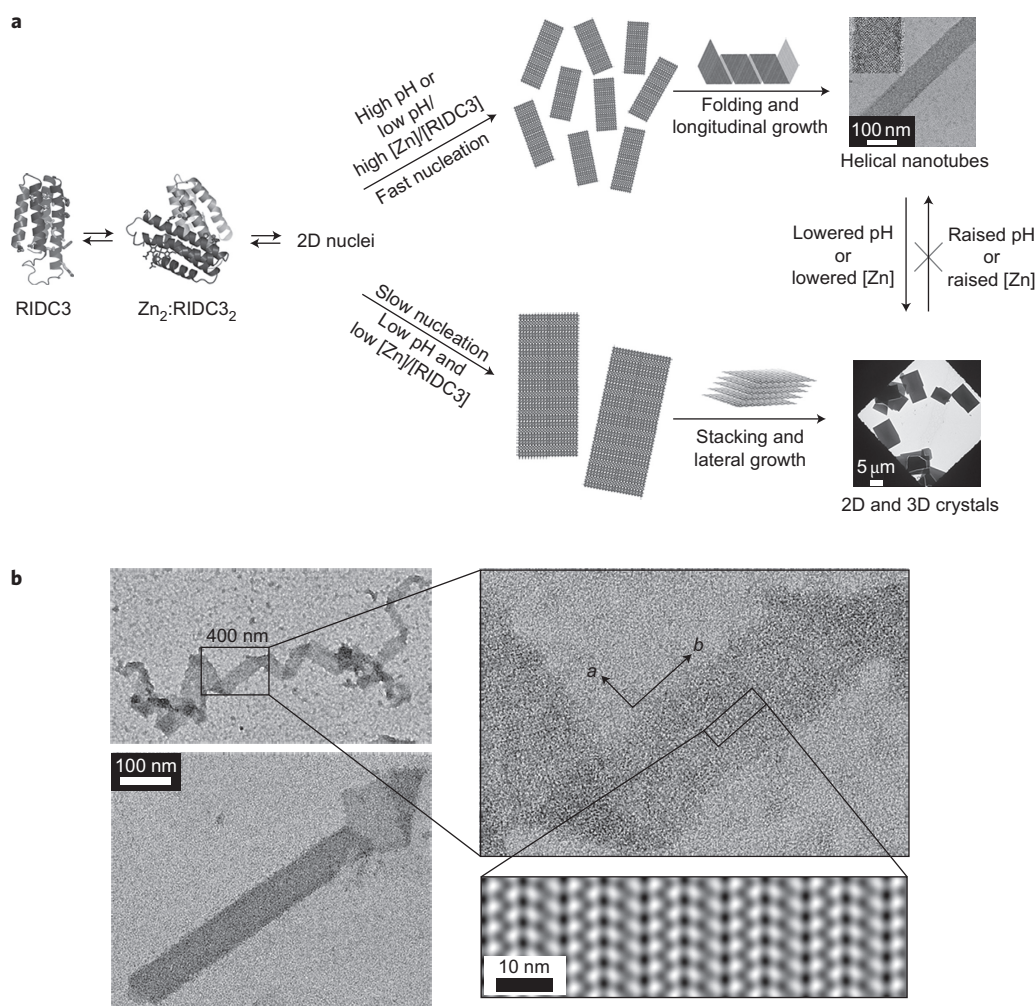 a
RIDC3
Zn2:RIDC32
2D nuclei
High pH or
low pH/
high [Zn]/[RIDC3]
Fast nucleation
Slow nucleation
Low pH and
low [Zn]/[RIDC3]
Folding and
longitudinal growth
100 nm
Helical nanotubes
Lowered pH
or
lowered [Zn]
Raised pH
or
raised [Zn]
Stacking and
lateral growth
5 μm
2D and 3D crystals
b
400 nm
a
b
100 nm
10 nm